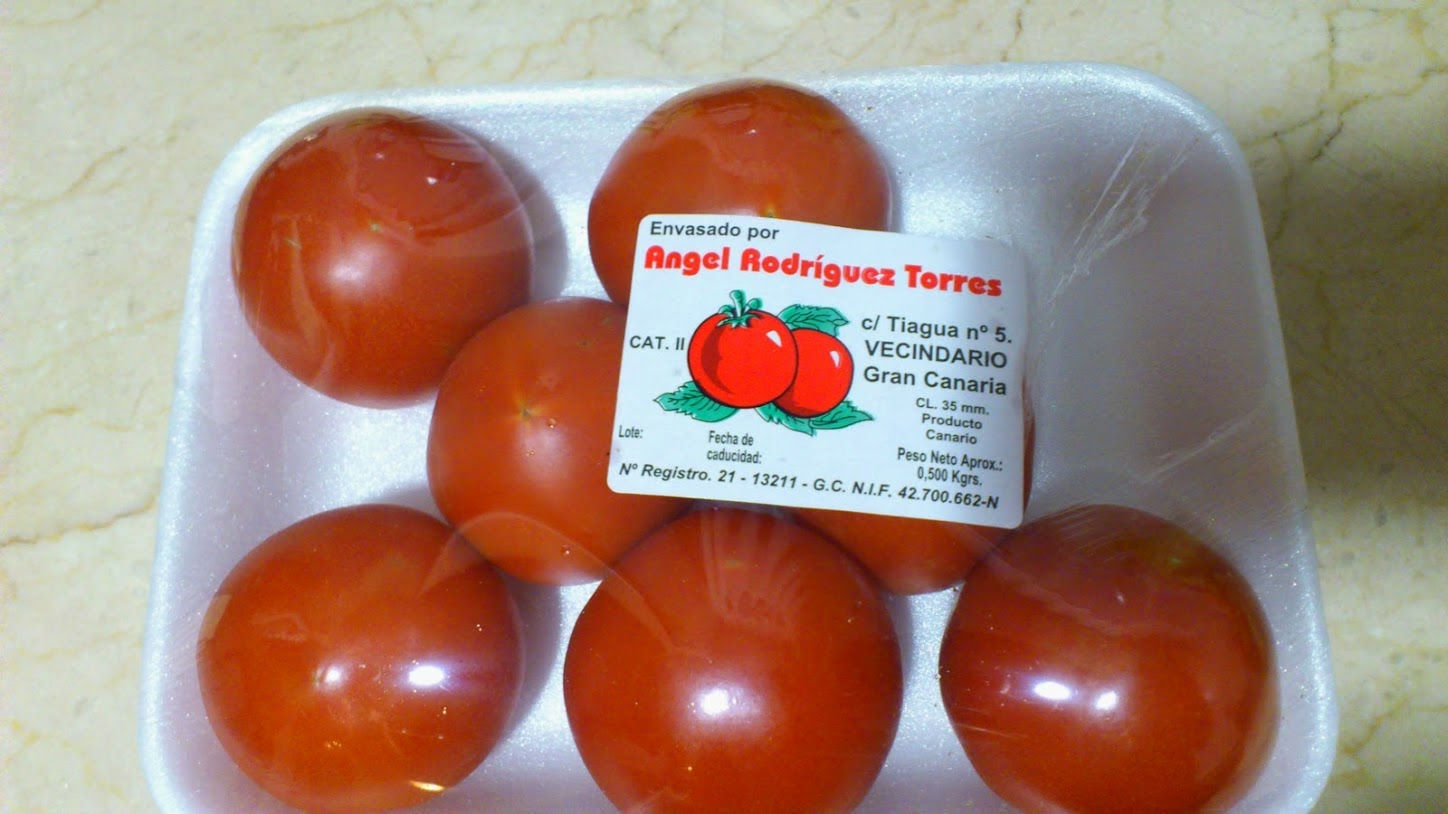 Envasado por
Angel Rodríguez Torres
c/ Tiagua nº 5.
CAT. II
VECINDARIO
Gran Canaria
CL. 35 mm.
Producto
Canario
Lote:
Fecha de
caducidad:
Peso Neto Aprox.:
0,500 Kgrs.
Nº Registro. 21 - 13211 - G.C. N.I.F. 42.700.662-N